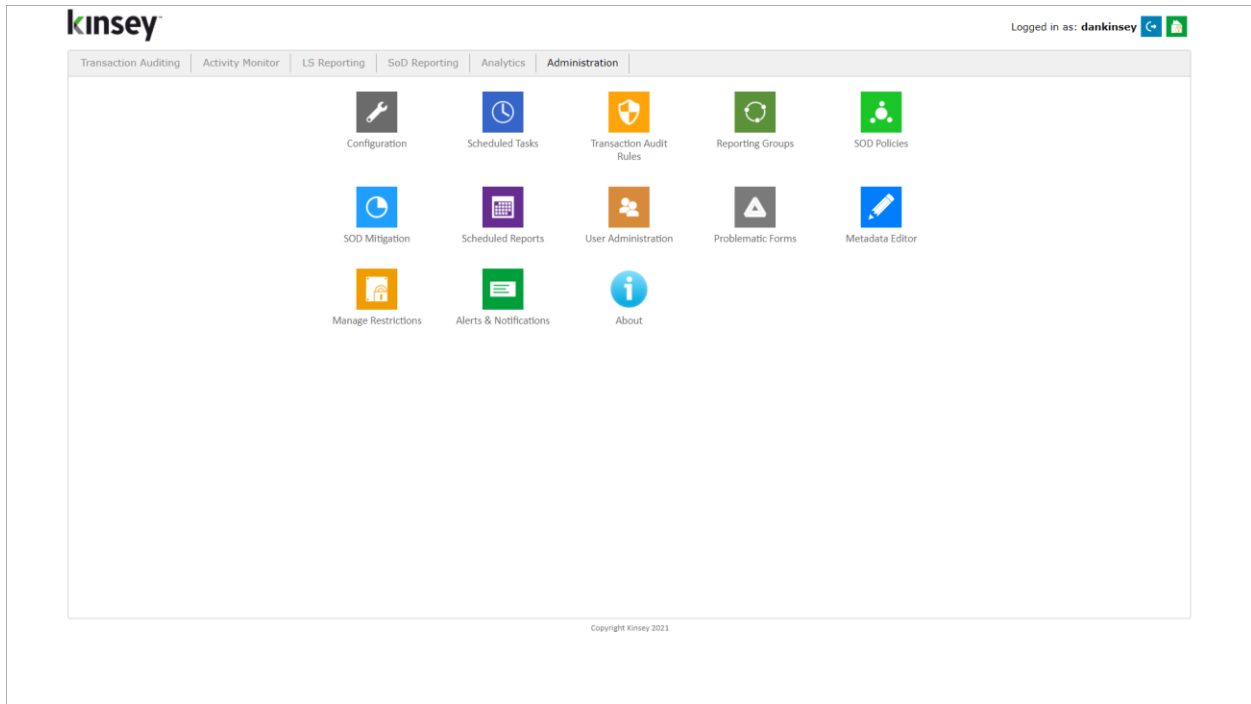 kinsey
Logged in as: dankinsey
Transaction Auditing
Activity Monitor
LS Reporting
SoD Reporting
Analytics
Administration
Configuration
Scheduled Tasks
Transaction Audit
Rules
Reporting Groups
SOD Policies
SOD Mitigation
Scheduled Reports
User Administration
Problematic Forms
Metadata Editor
Manage Restrictions
Alerts & Notifications
About
Copyright Kinsey 2021